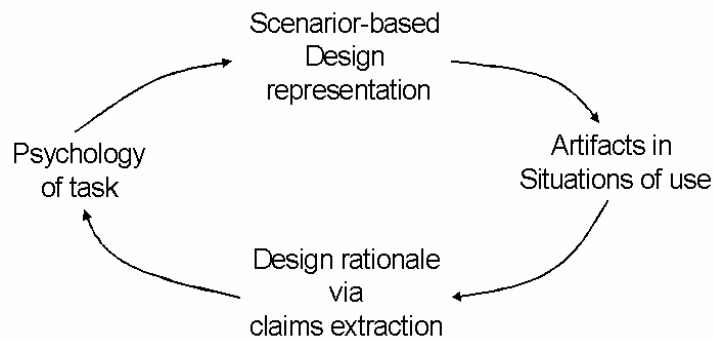 Scenarior-based
Design
representation
Psychology
of task
Artifacts in
Situations of use
Design rationale
via
claims extraction